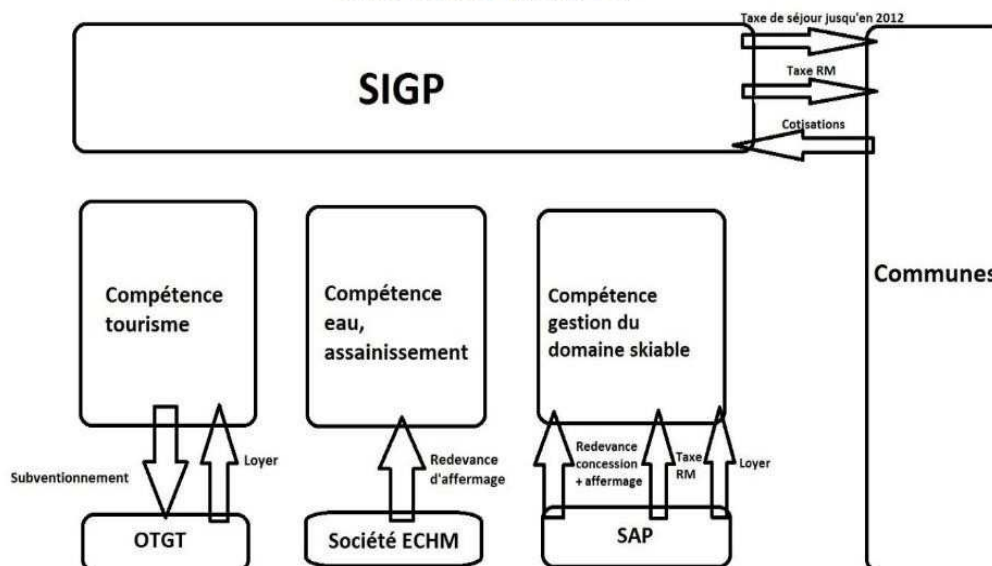 Taxe de séjour jusqu'en 2012
SIGP
Taxe RM
Cotisations
Communes
Compétence
tourisme
Compétence
eau,
assainissement
Compétence
gestion du
domaine skiable
Subventionnement
Loyer
Redevance
d'affermage
Redevance
concession
+ affermage
Taxe
RM
Loyer
OTGT
Société ECHM
SAP